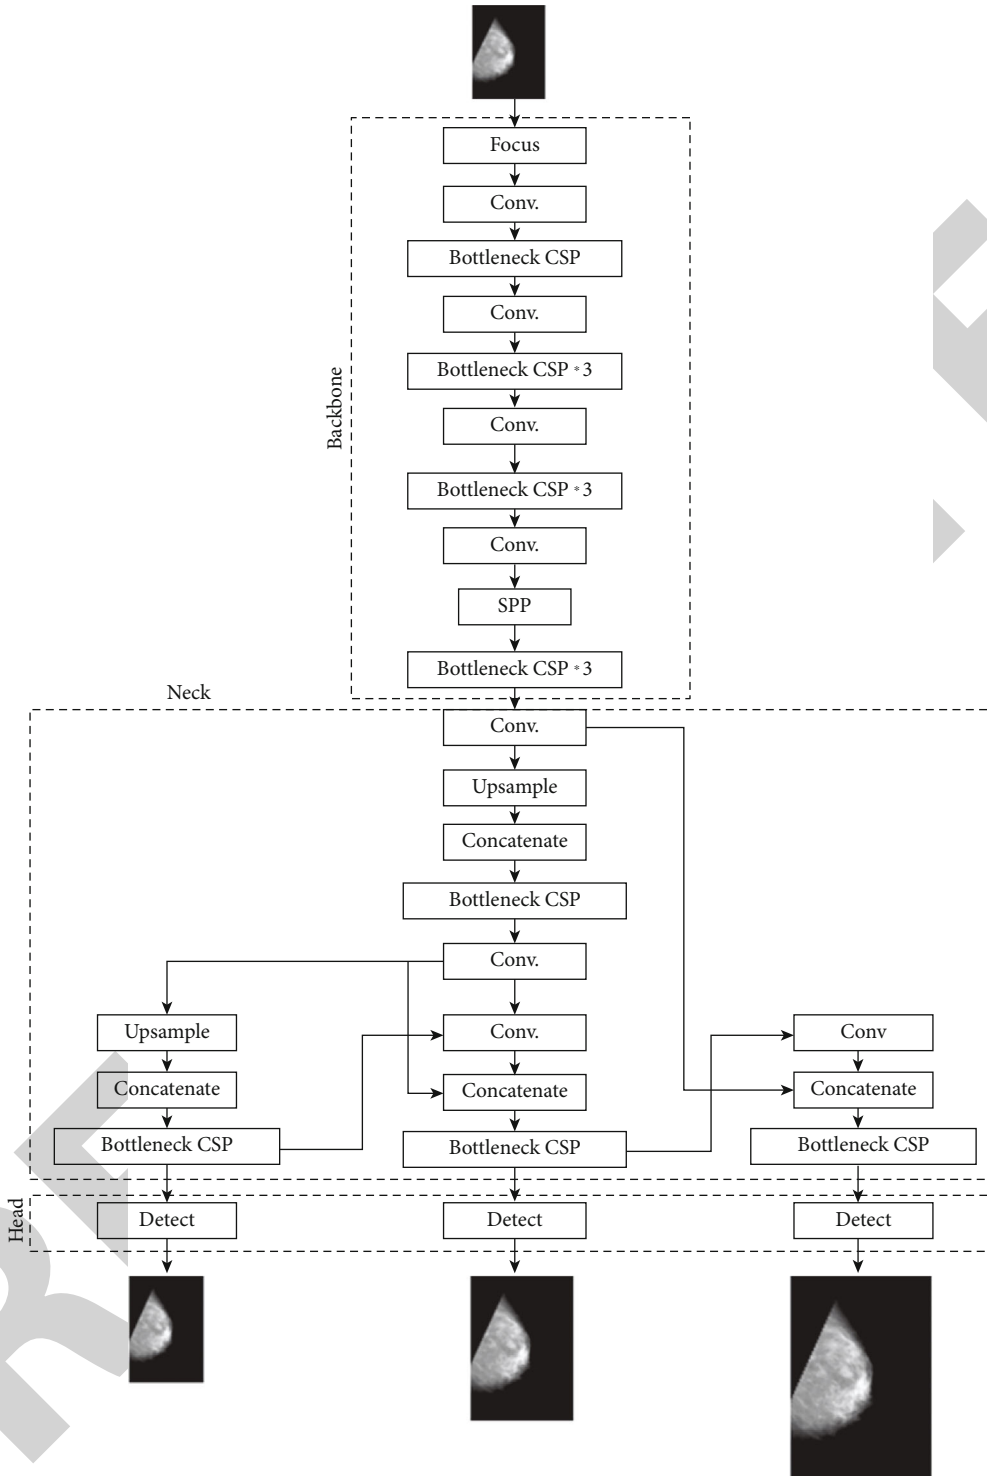 Focus
Conv.
Bottleneck CSP
Conv.
Bottleneck CSP *3
Backbone
Conv.
Bottleneck CSP *3
Conv.
SPP
Bottleneck CSP *3
Neck
Conv.
Upsample
Concatenate
Bottleneck CSP
Conv.
Upsample
Conv.
Conv
Concatenate
Concatenate
Concatenate
Bottleneck CSP
Bottleneck CSP
Bottleneck CSP
Head
Detect
Detect
Detect